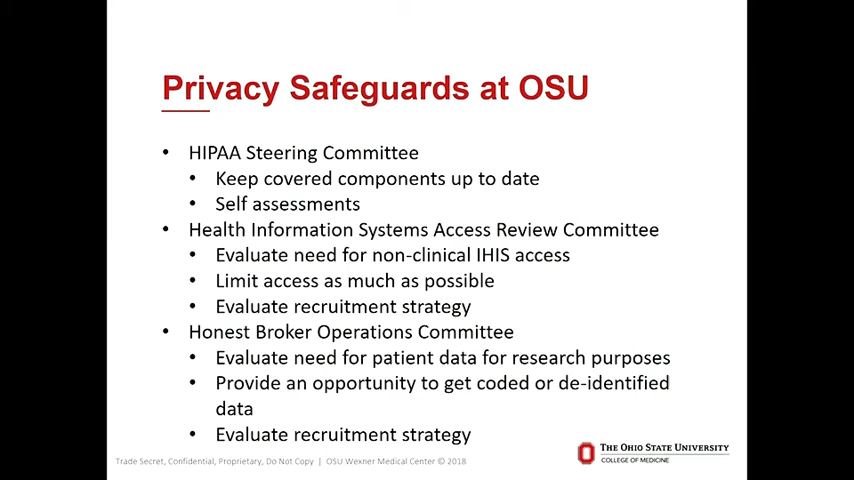 Privacy Safeguards at OSU
• HIPAA Steering Committee
• Keep covered components up to date
• Self assessments
• Health Information Systems Access Review Committee
• Evaluate need for non-clinical IHIS access
• Limit access as much as possible
• Evaluate recruitment strategy
• Honest Broker Operations Committee
• Evaluate need for patient data for research purposes
• Provide an opportunity to get coded or de-identified
data
• Evaluate recruitment strategy
THE OHIO STATE UNIVERSITY
COLLEGE OF MEDICINE
Trade Secret, Confidential, Proprietary, Do Not Copy | OSU Wexner Medical Center © 2018